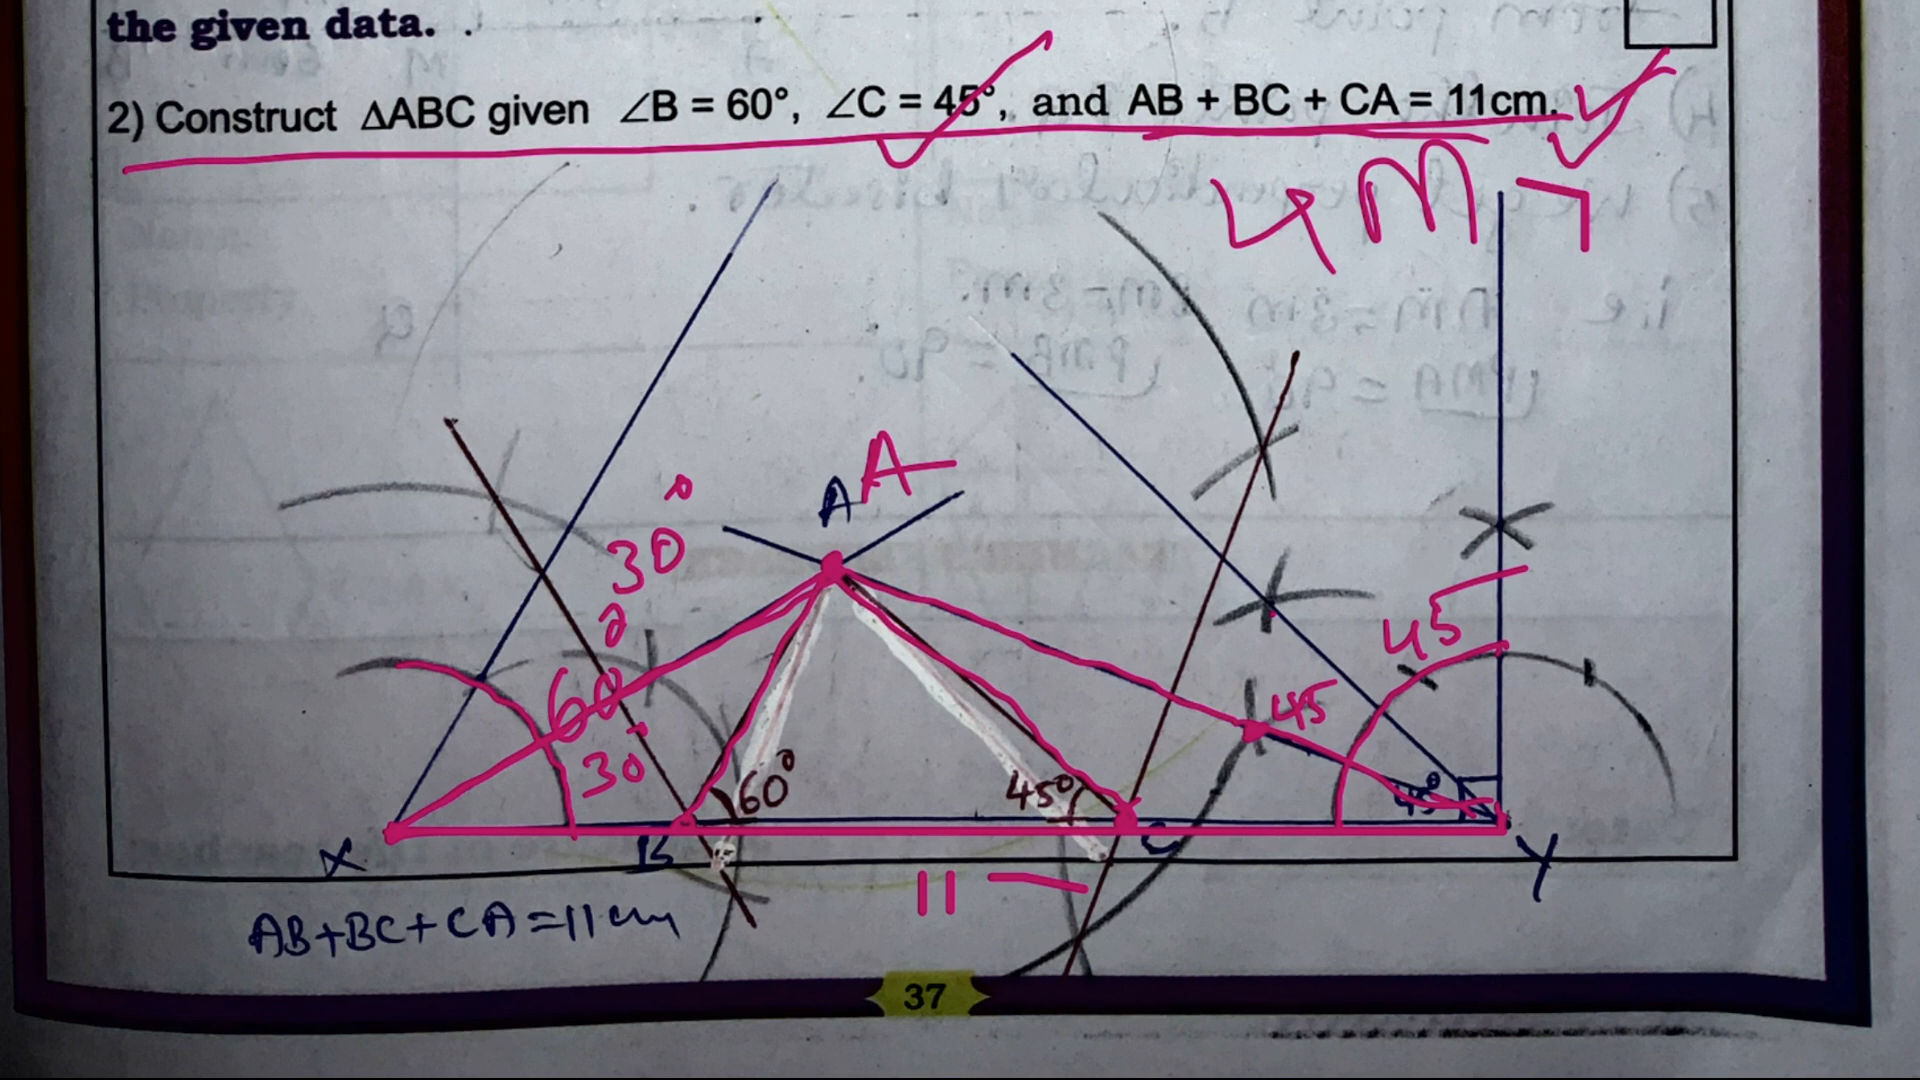 the given data.
2) Construct ΔABC given ∠B = 60°, ∠C = 45°, and AB + BC + CA = 11cm.
4M
A A
30°
60
30
60°
45°
45
45
45°
X B C Y
11
AB+BC+CA=11cm
37